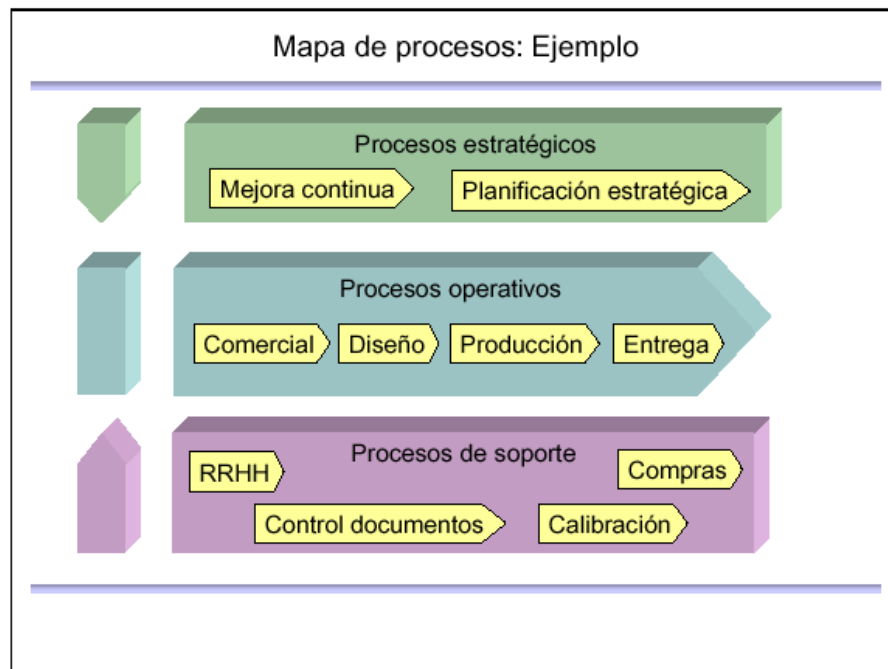 Mapa de procesos: Ejemplo
Procesos estratégicos
Mejora continua
Planificación estratégica
Procesos operativos
Comercial
Diseño
Producción
Entrega
Procesos de soporte
RRHH
Compras
Control documentos
Calibración